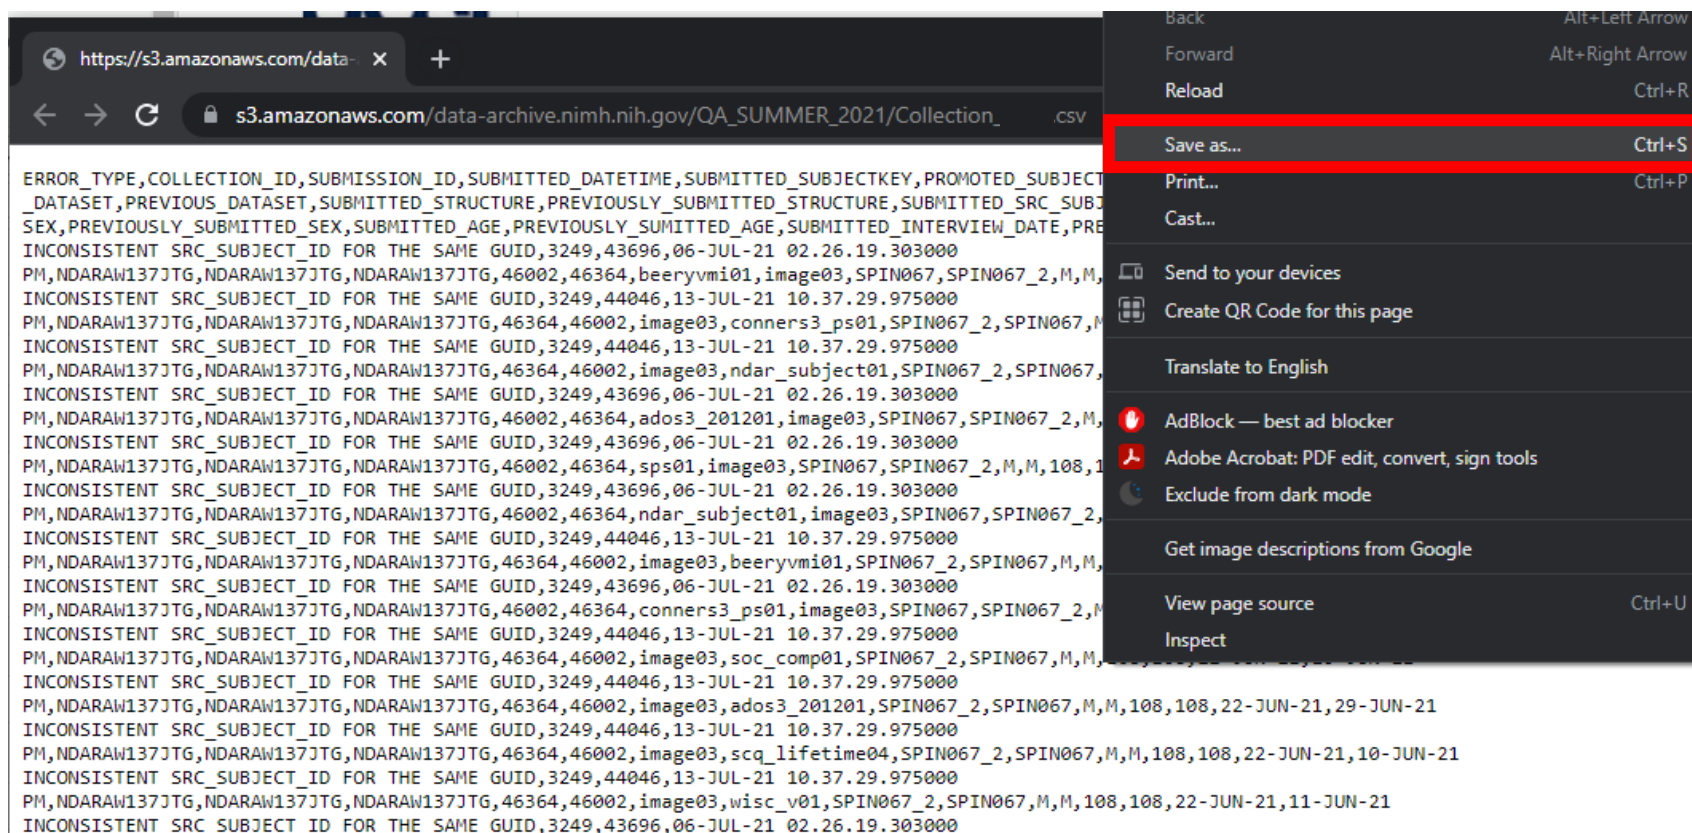 https://s3.amazonaws.com/data-
s3.amazonaws.com/data-archive.nimh.nih.gov/QA_SUMMER_2021/Collection_ .csv
ERROR_TYPE,COLLECTION_ID,SUBMISSION_ID,SUBMITTED_DATETIME,SUBMITTED_SUBJECTKEY,PROMOTED_SUBJECT
_DATASET,PREVIOUS_DATASET,SUBMITTED_STRUCTURE,PREVIOUSLY_SUBMITTED_STRUCTURE,SUBMITTED_SRC_SUBJ
SEX,PREVIOUSLY_SUBMITTED_SEX,SUBMITTED_AGE,PREVIOUSLY_SUMITTED_AGE,SUBMITTED_INTERVIEW_DATE,PRE
INCONSISTENT SRC_SUBJECT_ID FOR THE SAME GUID,3249,43696,06-JUL-21 02.26.19.303000
PM,NDARAW137JTG,NDARAW137JTG,NDARAW137JTG,46002,46364,beeryvmi01,image03,SPIN067,SPIN067_2,M,M,
INCONSISTENT SRC_SUBJECT_ID FOR THE SAME GUID,3249,44046,13-JUL-21 10.37.29.975000
PM,NDARAW137JTG,NDARAW137JTG,NDARAW137JTG,46364,46002,image03,conners3_ps01,SPIN067_2,SPIN067,M
INCONSISTENT SRC_SUBJECT_ID FOR THE SAME GUID,3249,44046,13-JUL-21 10.37.29.975000
PM,NDARAW137JTG,NDARAW137JTG,NDARAW137JTG,46364,46002,image03,ndar_subject01,SPIN067_2,SPIN067,
INCONSISTENT SRC_SUBJECT_ID FOR THE SAME GUID,3249,43696,06-JUL-21 02.26.19.303000
PM,NDARAW137JTG,NDARAW137JTG,NDARAW137JTG,46002,46364,ados3_201201,image03,SPIN067,SPIN067_2,M,
INCONSISTENT SRC_SUBJECT_ID FOR THE SAME GUID,3249,43696,06-JUL-21 02.26.19.303000
PM,NDARAW137JTG,NDARAW137JTG,NDARAW137JTG,46002,46364,sps01,image03,SPIN067,SPIN067_2,M,M,108,1
INCONSISTENT SRC_SUBJECT_ID FOR THE SAME GUID,3249,43696,06-JUL-21 02.26.19.303000
PM,NDARAW137JTG,NDARAW137JTG,NDARAW137JTG,46002,46364,ndar_subject01,image03,SPIN067,SPIN067_2,
INCONSISTENT SRC_SUBJECT_ID FOR THE SAME GUID,3249,44046,13-JUL-21 10.37.29.975000
PM,NDARAW137JTG,NDARAW137JTG,NDARAW137JTG,46364,46002,image03,beeryvmi01,SPIN067_2,SPIN067,M,M,
INCONSISTENT SRC_SUBJECT_ID FOR THE SAME GUID,3249,43696,06-JUL-21 02.26.19.303000
PM,NDARAW137JTG,NDARAW137JTG,NDARAW137JTG,46002,46364,conners3_ps01,image03,SPIN067,SPIN067_2,M
INCONSISTENT SRC_SUBJECT_ID FOR THE SAME GUID,3249,44046,13-JUL-21 10.37.29.975000
PM,NDARAW137JTG,NDARAW137JTG,NDARAW137JTG,46364,46002,image03,soc_comp01,SPIN067_2,SPIN067,M,M,
INCONSISTENT SRC_SUBJECT_ID FOR THE SAME GUID,3249,44046,13-JUL-21 10.37.29.975000
PM,NDARAW137JTG,NDARAW137JTG,NDARAW137JTG,46364,46002,image03,ados3_201201,SPIN067_2,SPIN067,M,M,108,108,22-JUN-21,29-JUN-21
INCONSISTENT SRC_SUBJECT_ID FOR THE SAME GUID,3249,44046,13-JUL-21 10.37.29.975000
PM,NDARAW137JTG,NDARAW137JTG,NDARAW137JTG,46364,46002,image03,scq_lifetime04,SPIN067_2,SPIN067,M,M,108,108,22-JUN-21,10-JUN-21
INCONSISTENT SRC_SUBJECT_ID FOR THE SAME GUID,3249,44046,13-JUL-21 10.37.29.975000
PM,NDARAW137JTG,NDARAW137JTG,NDARAW137JTG,46364,46002,image03,wisc_v01,SPIN067_2,SPIN067,M,M,108,108,22-JUN-21,11-JUN-21
INCONSISTENT SRC_SUBJECT_ID FOR THE SAME GUID,3249,43696,06-JUL-21 02.26.19.303000
Back Alt+Left Arrow
Forward Alt+Right Arrow
Reload Ctrl+R
Save as... Ctrl+S
Print... Ctrl+P
Cast...
Send to your devices
Create QR Code for this page
Translate to English
AdBlock — best ad blocker
Adobe Acrobat: PDF edit, convert, sign tools
Exclude from dark mode
Get image descriptions from Google
View page source Ctrl+U
Inspect